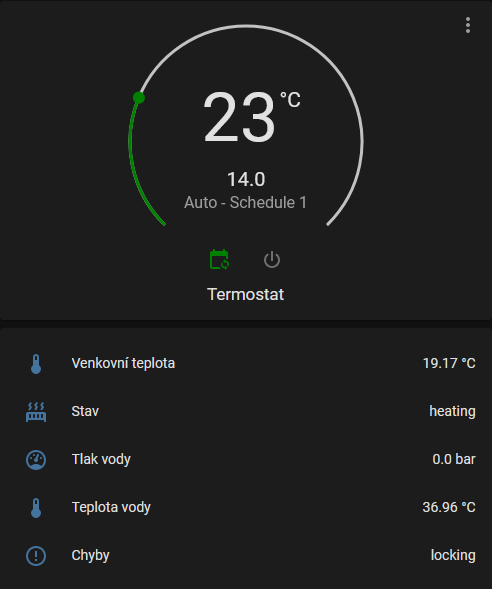 23 °C
14.0
Auto - Schedule 1
Termostat
Venkovní teplota 19.17 °C
Stav heating
Tlak vody 0.0 bar
Teplota vody 36.96 °C
Chyby locking